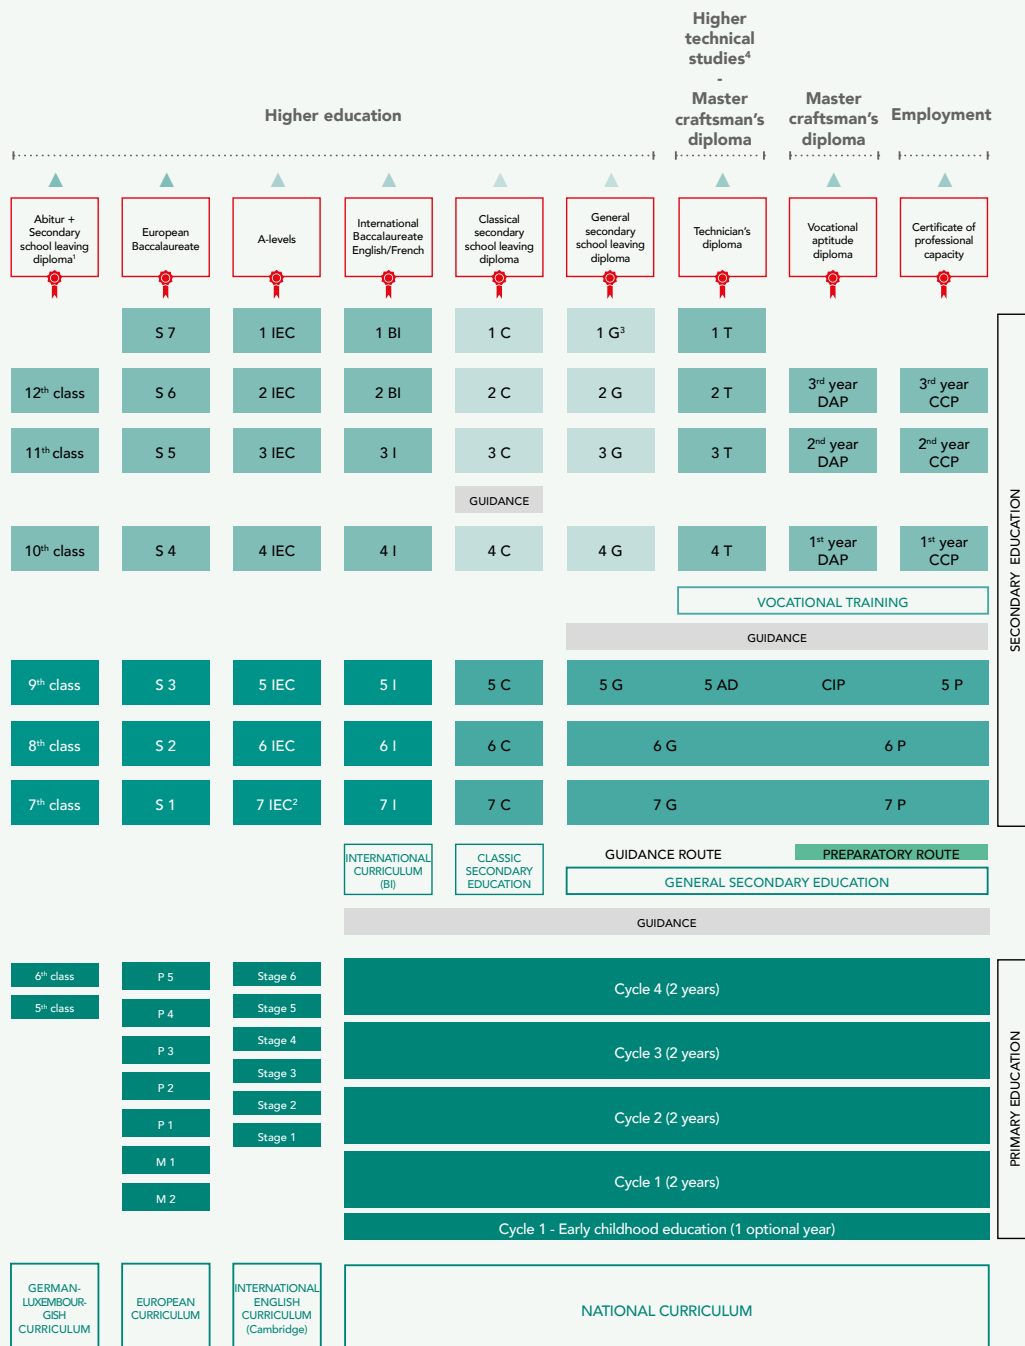 Higher
technical
studies⁴
-
Master
craftsman's
diploma
Higher education
Master
craftsman's
diploma
Employment
Abitur +
Secondary
school leaving
diploma¹
European
Baccalaureate
A-levels
International
Baccalaureate
English/French
Classical
secondary
school leaving
diploma
General
secondary
school leaving
diploma
Technician's
diploma
Vocational
aptitude
diploma
Certificate of
professional
capacity
S 7
1 IEC
1 BI
1 C
1 G³
1 T
12th class
S 6
2 IEC
2 BI
2 C
2 G
2 T
3rd year
DAP
3rd year
CCP
11th class
S 5
3 IEC
3 I
3 C
3 G
3 T
2nd year
DAP
2nd year
CCP
GUIDANCE
10th class
S 4
4 IEC
4 I
4 C
4 G
4 T
1st year
DAP
1st year
CCP
VOCATIONAL TRAINING
GUIDANCE
9th class
S 3
5 IEC
5 I
5 C
5 G
5 AD
CIP
5 P
8th class
S 2
6 IEC
6 I
6 C
6 G
6 P
7th class
S 1
7 IEC²
7 I
7 C
7 G
7 P
SECONDARY EDUCATION
INTERNATIONAL
CURRICULUM
(BI)
CLASSIC
SECONDARY
EDUCATION
GUIDANCE ROUTE
PREPARATORY ROUTE
GENERAL SECONDARY EDUCATION
GUIDANCE
6th class
5th class
P 5
P 4
P 3
P 2
P 1
M 1
M 2
Stage 6
Stage 5
Stage 4
Stage 3
Stage 2
Stage 1
Cycle 4 (2 years)
Cycle 3 (2 years)
Cycle 2 (2 years)
Cycle 1 (2 years)
Cycle 1 - Early childhood education (1 optional year)
PRIMARY EDUCATION
GERMAN-
LUXEMBOUR-
GISH
CURRICULUM
EUROPEAN
CURRICULUM
INTERNATIONAL
ENGLISH
CURRICULUM
(Cambridge)
NATIONAL CURRICULUM